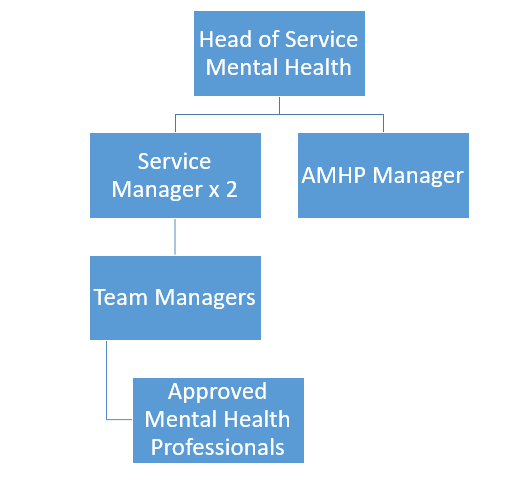 Head of Service
Mental Health
Service
Manager x 2
AMHP Manager
Team Managers
Approved
Mental Health
Professionals